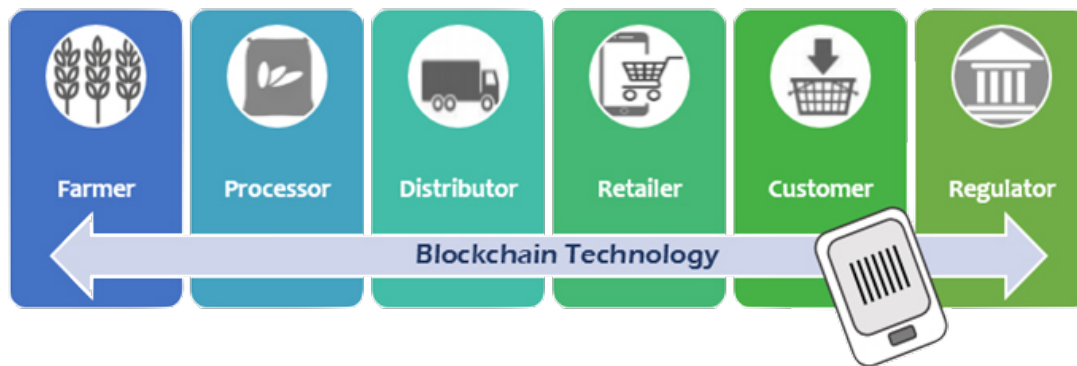 Farmer
Processor
Distributor
Retailer
Customer
Regulator
Blockchain Technology